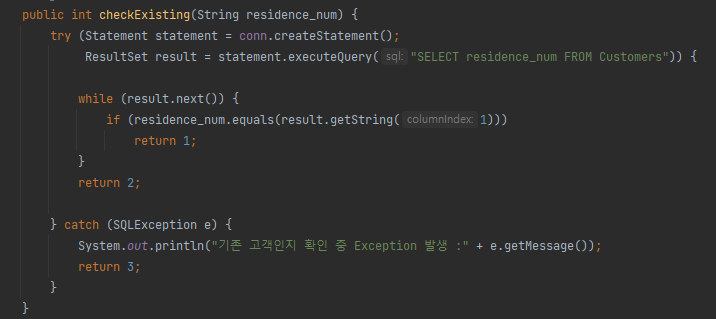 public int checkExisting(String residence_num) {
try (Statement statement = conn.createStatement();
ResultSet result = statement.executeQuery( sql: "SELECT residence_num FROM Customers")) {
while (result.next()) {
if (residence_num.equals(result.getString( columnIndex: 1)))
return 1;
}
return 2;
} catch (SQLException e) {
System.out.println("기존 고객인지 확인 중 Exception 발생 :" + e.getMessage());
return 3;
}
}